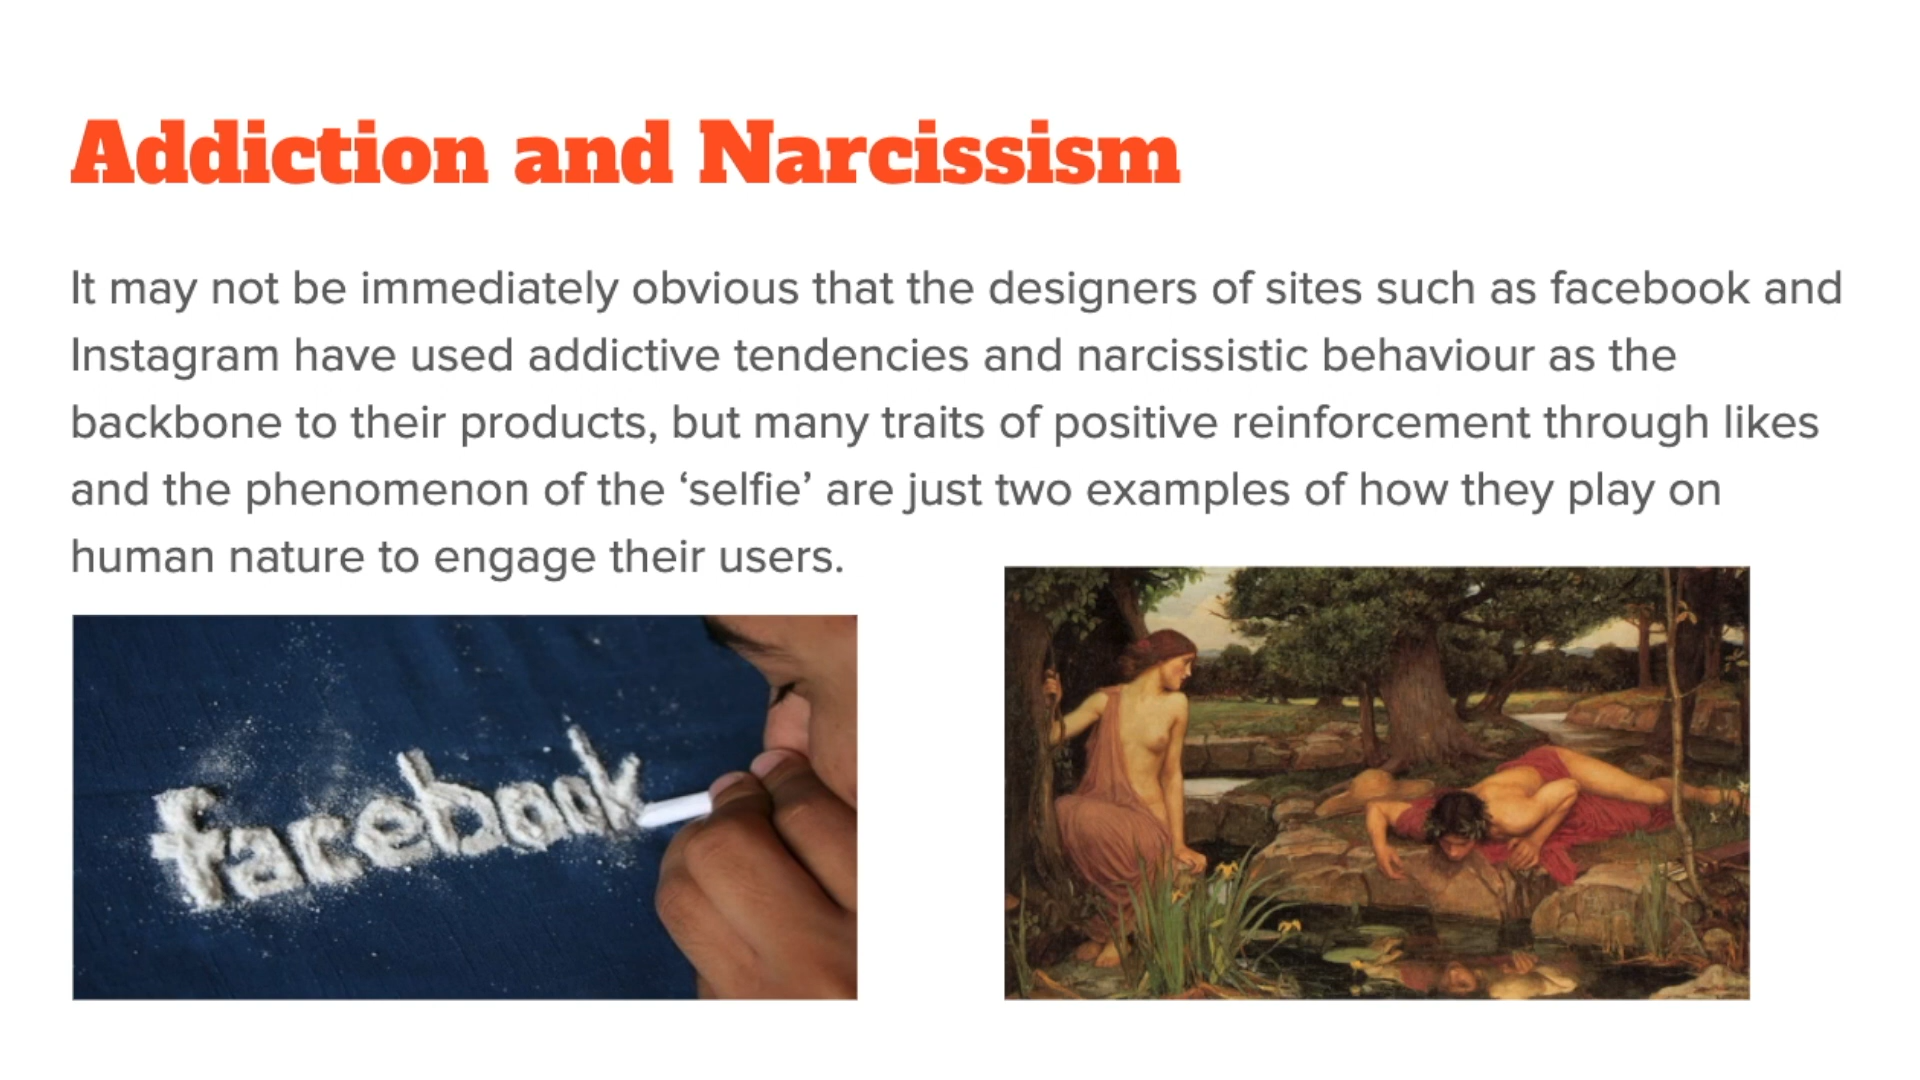 Addiction and Narcissism
It may not be immediately obvious that the designers of sites such as facebook and
Instagram have used addictive tendencies and narcissistic behaviour as the
backbone to their products, but many traits of positive reinforcement through likes
and the phenomenon of the ‘selfie’ are just two examples of how they play on
human nature to engage their users.
facebook